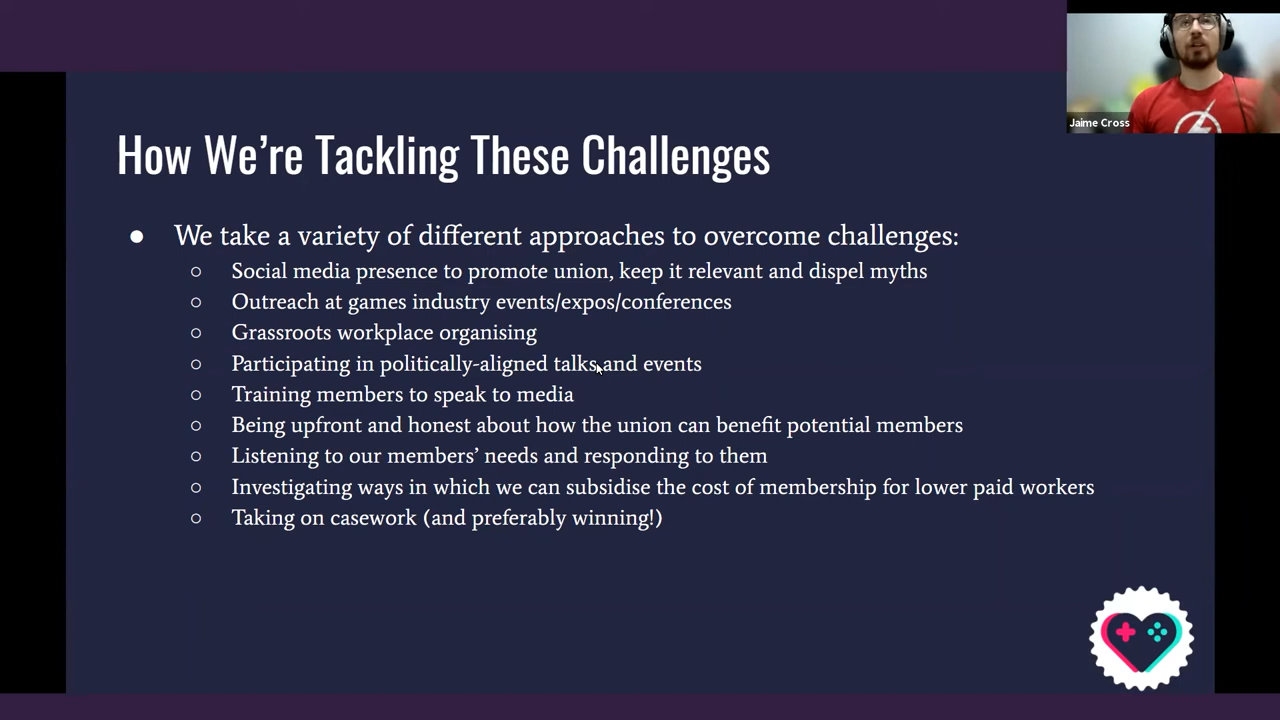 Jaime Cross
How We’re Tackling These Challenges
● We take a variety of different approaches to overcome challenges:
○ Social media presence to promote union, keep it relevant and dispel myths
○ Outreach at games industry events/expos/conferences
○ Grassroots workplace organising
○ Participating in politically-aligned talks and events
○ Training members to speak to media
○ Being upfront and honest about how the union can benefit potential members
○ Listening to our members’ needs and responding to them
○ Investigating ways in which we can subsidise the cost of membership for lower paid workers
○ Taking on casework (and preferably winning!)